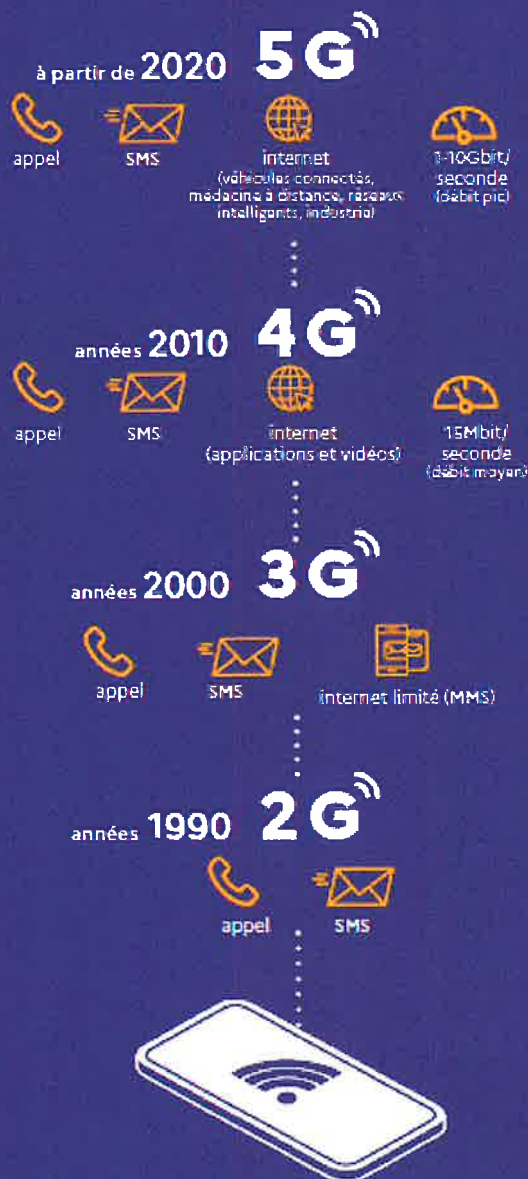 à partir de 2020 5G
appel
SMS
internet
(véhicules connectés,
médecine à distance, réseaux
intelligents, industrie)
1-10Gbit/
seconde
(débit pic)
années 2010 4G
appel
SMS
internet
(applications et vidéos)
15Mbit/
seconde
(débit moyen)
années 2000 3G
appel
SMS
internet limité (MMS)
années 1990 2G
appel
SMS